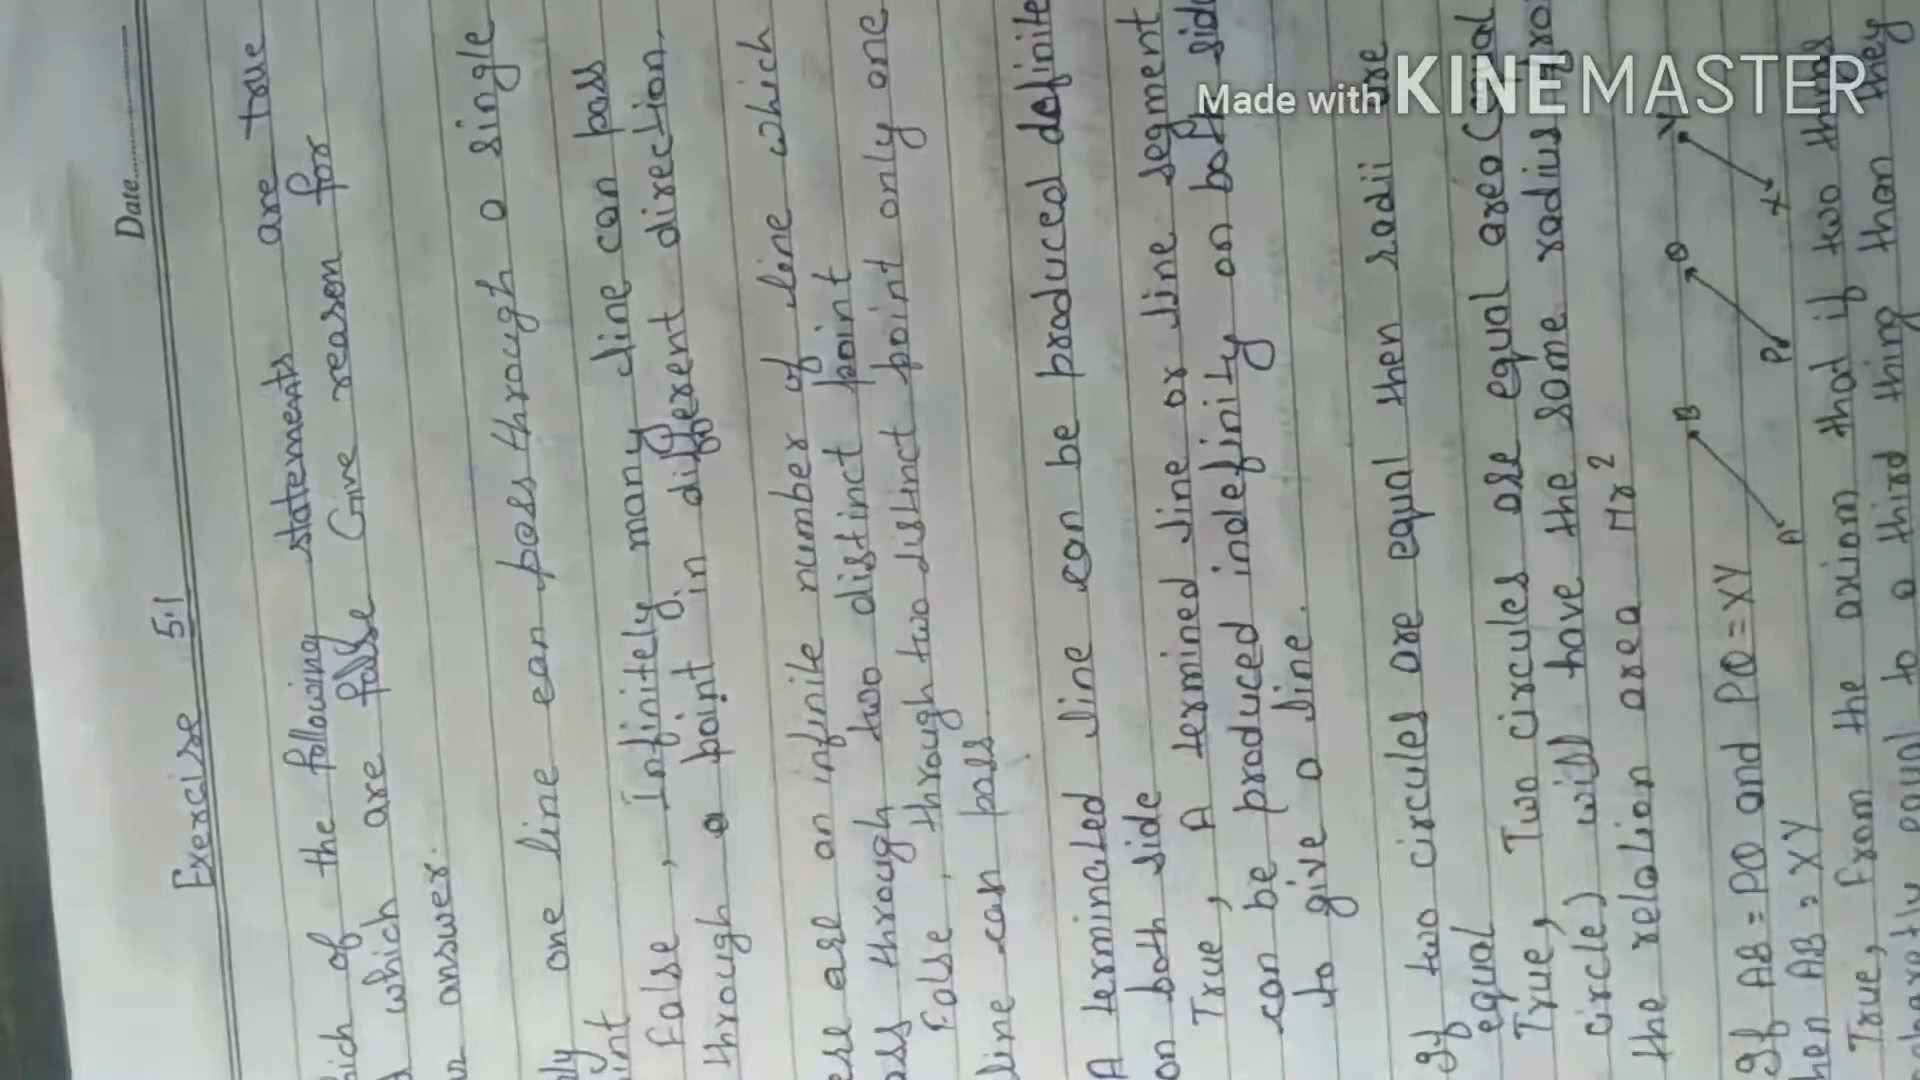 Date
Exercise 5.1
of the following statements are true
which are false Give reason for
answer.
one line can pass through a single
False, Infinitely many line can pass
through a point in different direction.
are an infinite number of line which
through two distinct point
False, through two distinct point only one
line can pass
A terminated line can be produced definite
on both side
True, A termined line or line segment
can be produced indefinity on both side
to give a line.
If two circules are equal then radii are
equal
True, Two circules are equal area (equal
circle) will have the same radius from
the relation area πr²
If AB = PQ and PQ = XY
then AB = XY
A B P Q X Y
True, From the axiom that if two things
equal to a third thing than they
Made with KINEMASTER